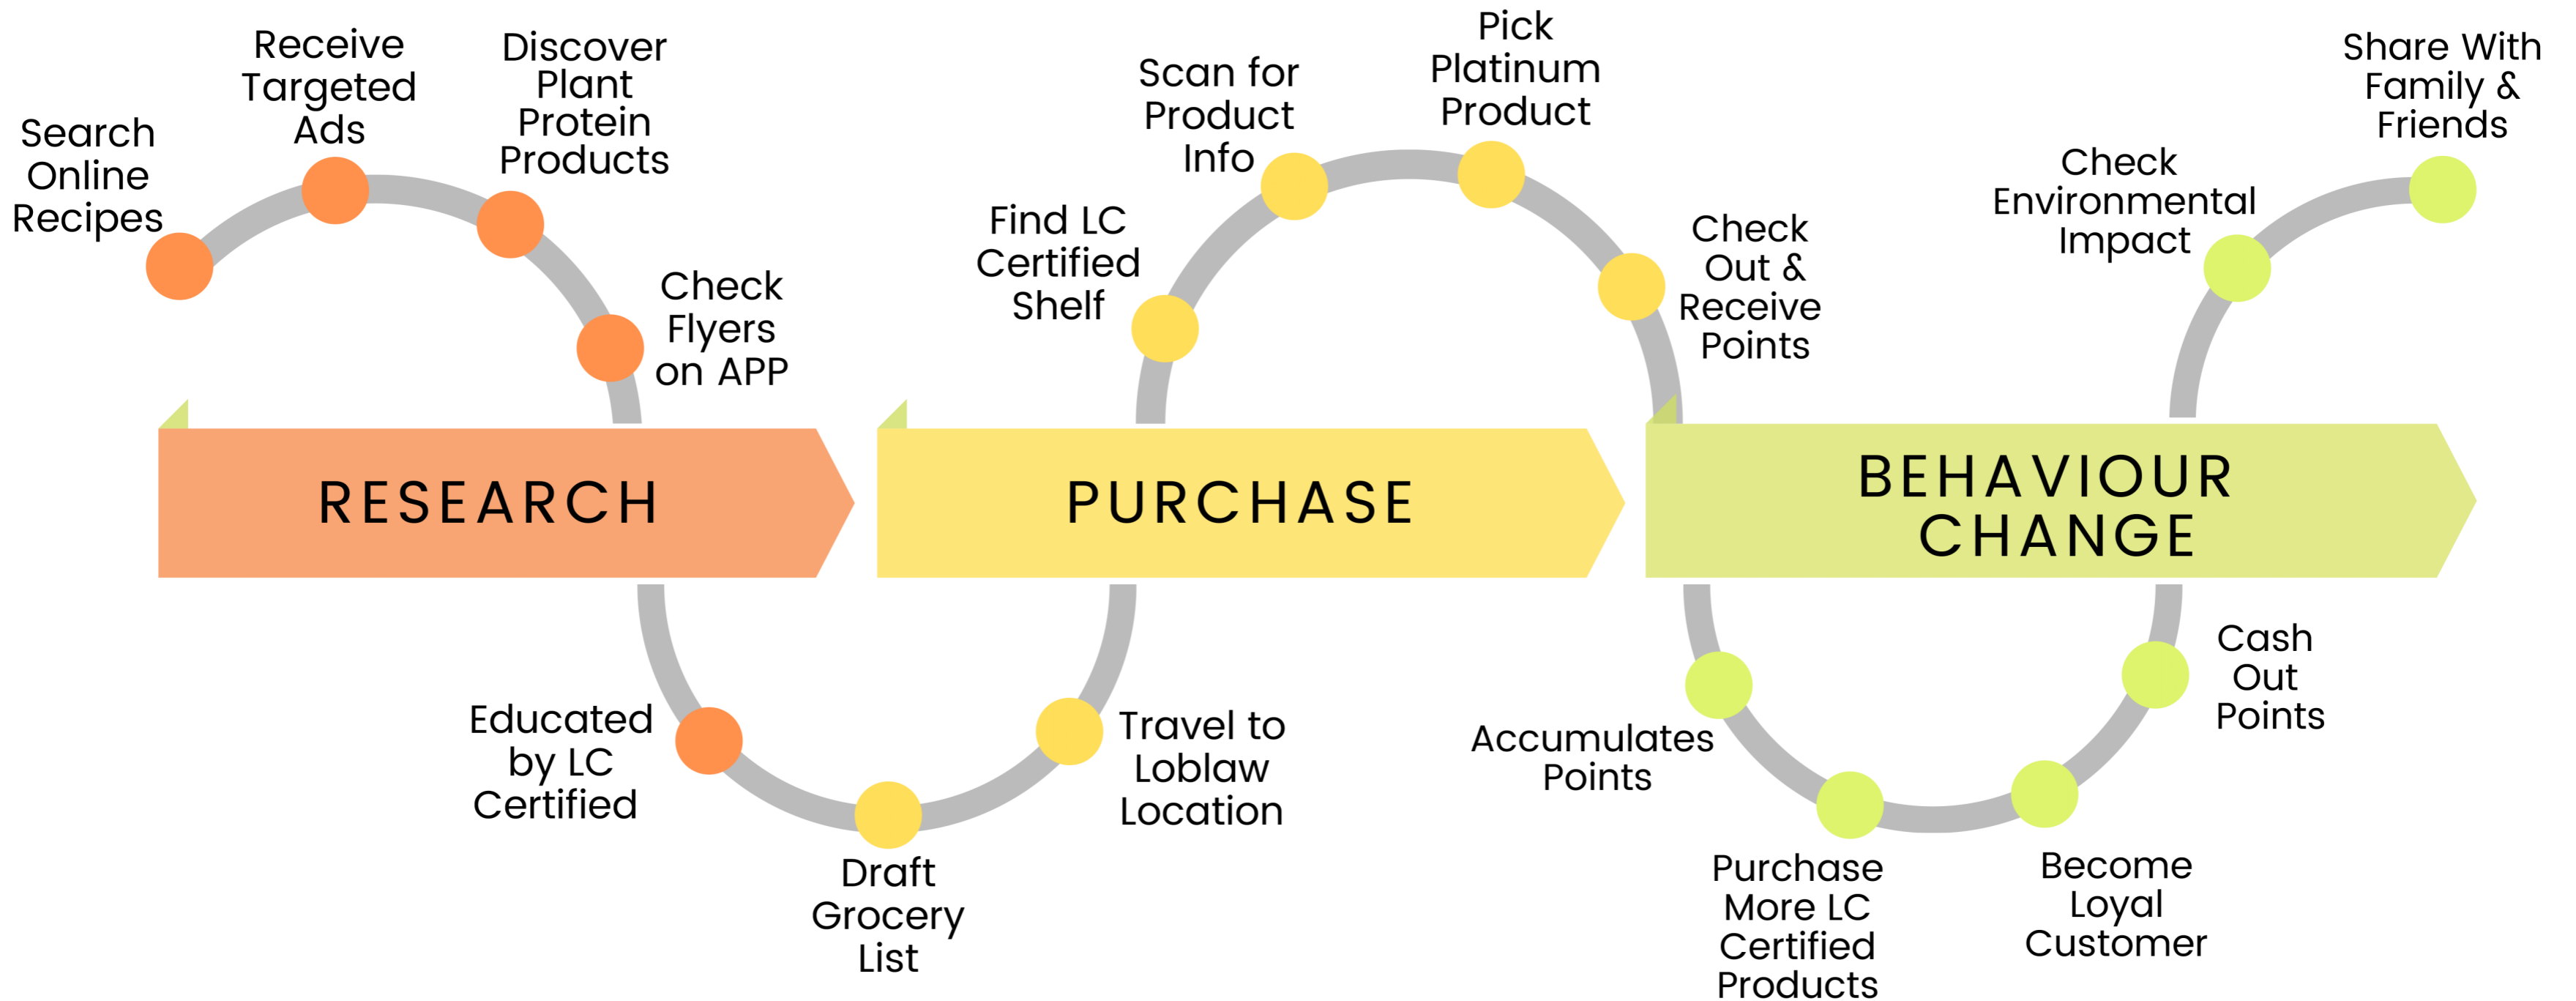 Search
Online
Recipes
Receive
Targeted
Ads
Discover
Plant
Protein
Products
Check
Flyers
on APP
RESEARCH
Educated
by LC
Certified
Draft
Grocery
List
Travel to
Loblaw
Location
PURCHASE
Find LC
Certified
Shelf
Scan for
Product
Info
Pick
Platinum
Product
Check
Out &
Receive
Points
BEHAVIOUR
CHANGE
Accumulates
Points
Purchase
More LC
Certified
Products
Become
Loyal
Customer
Cash
Out
Points
Check
Environmental
Impact
Share With
Family &
Friends